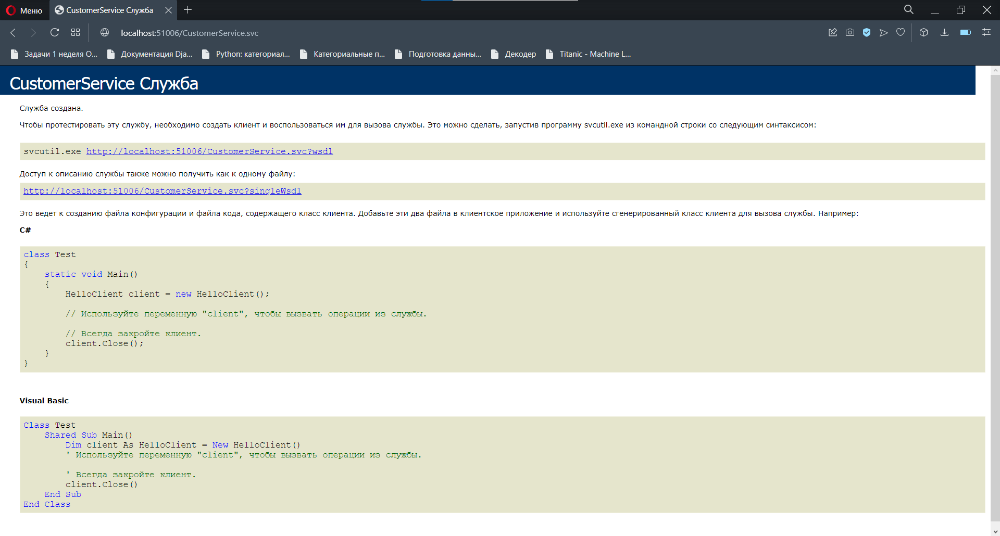 Меню
CustomerService Служба
localhost:51006/CustomerService.svc
Задачи 1 неделя О...
Документация Dja...
Python: категориал...
Категориальные п...
Подготовка данны...
Декодер
Titanic - Machine L...
CustomerService Служба
Служба создана.
Чтобы протестировать эту службу, необходимо создать клиент и воспользоваться им для вызова службы. Это можно сделать, запустив программу svcutil.exe из командной строки со следующим синтаксисом:
svcutil.exe http://localhost:51006/CustomerService.svc?wsdl
Доступ к описанию службы также можно получить как к одному файлу:
http://localhost:51006/CustomerService.svc?singleWsdl
Это ведет к созданию файла конфигурации и файла кода, содержащего класс клиента. Добавьте эти два файла в клиентское приложение и используйте сгенерированный класс клиента для вызова службы. Например:
C#
class Test
{
    static void Main()
    {
        HelloClient client = new HelloClient();
        // Используйте переменную "client", чтобы вызвать операции из службы.
        // Всегда закройте клиент.
        client.Close();
    }
}
Visual Basic
Class Test
    Shared Sub Main()
        Dim client As HelloClient = New HelloClient()
        ' Используйте переменную "client", чтобы вызвать операции из службы.
        ' Всегда закройте клиент.
        client.Close()
    End Sub
End Class